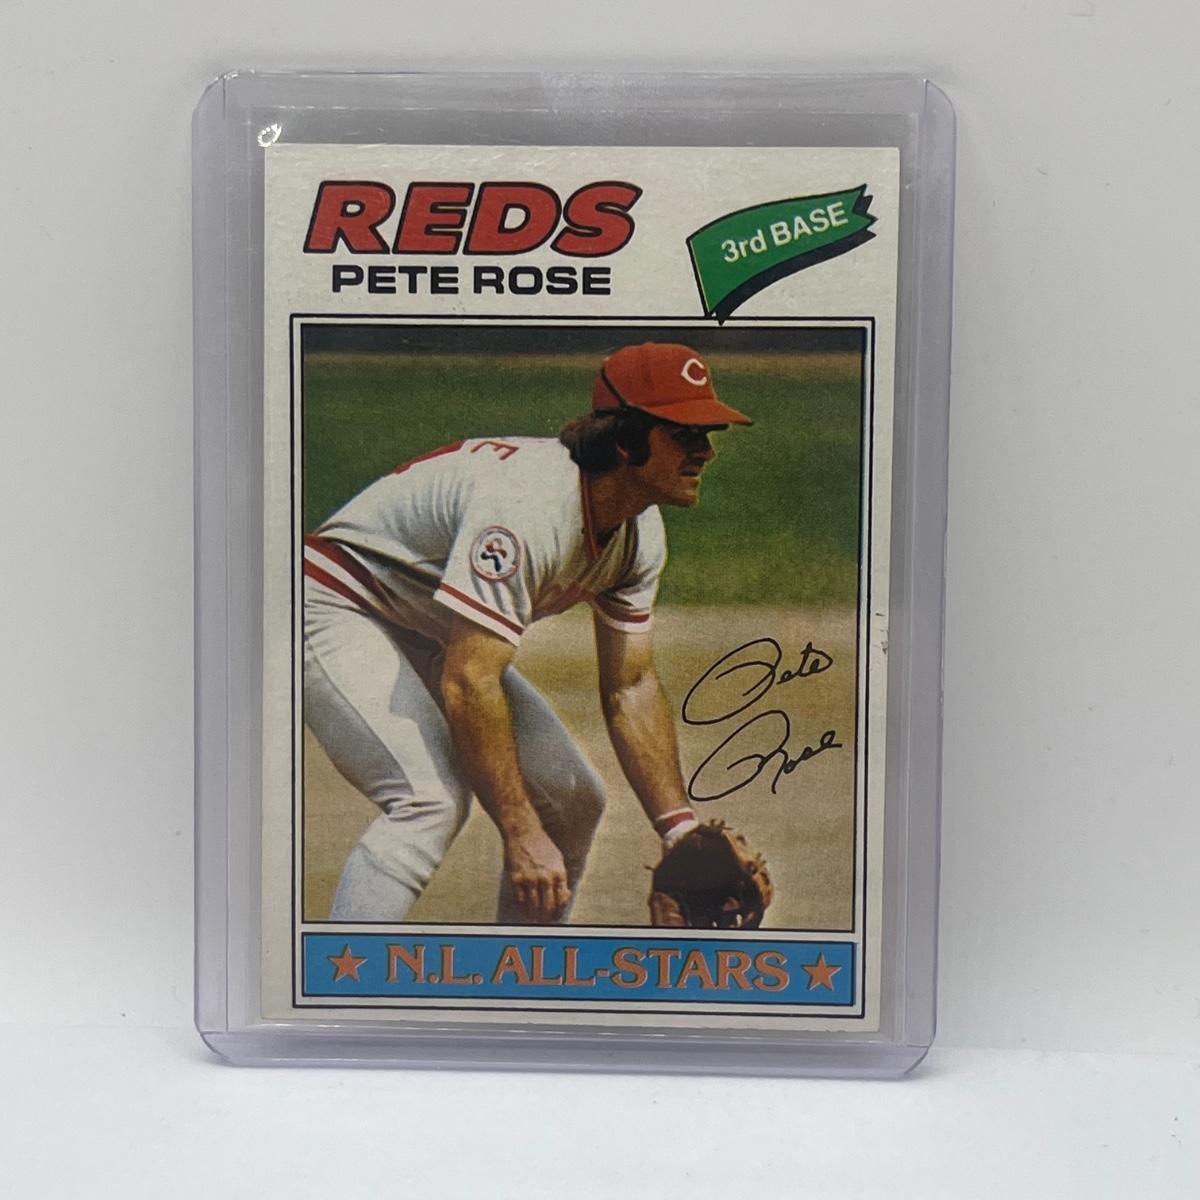 REDS
PETE ROSE
3rd BASE
C
E
Pete
Rose
★ N.L. ALL-STARS ★